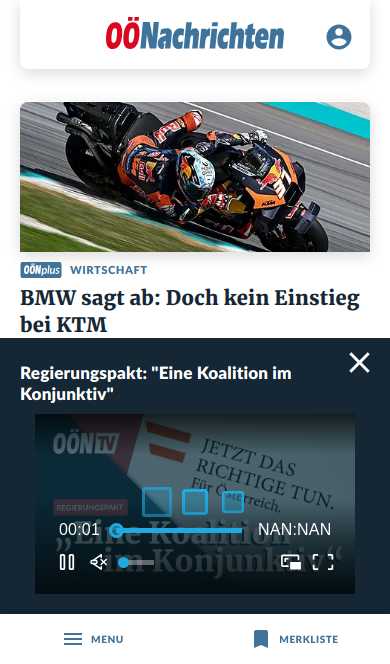 OÖNachrichten
31
OÖNplus WIRTSCHAFT
BMW sagt ab: Doch kein Einstieg
bei KTM
Regierungspakt: "Eine Koalition im
Konjunktiv"
OÖN TV
JETZT DAS
RICHTIGE TUN.
Für Österreich.
REGIERUNGSPAKT
00:01
NAN:NAN
„Eine Koalition
im Konjunktiv“
MENU
MERKLISTE